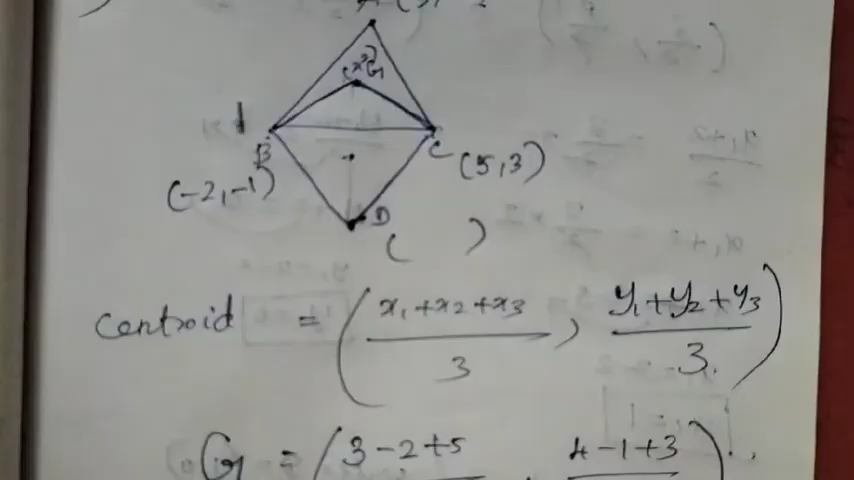 G
B
C (5,3)
(-2,-1)
D
( )
Centroid = ( x₁+x₂+x₃ / 3 , y₁+y₂+y₃ / 3 )
G = ( 3-2+5 , 4-1+3 )